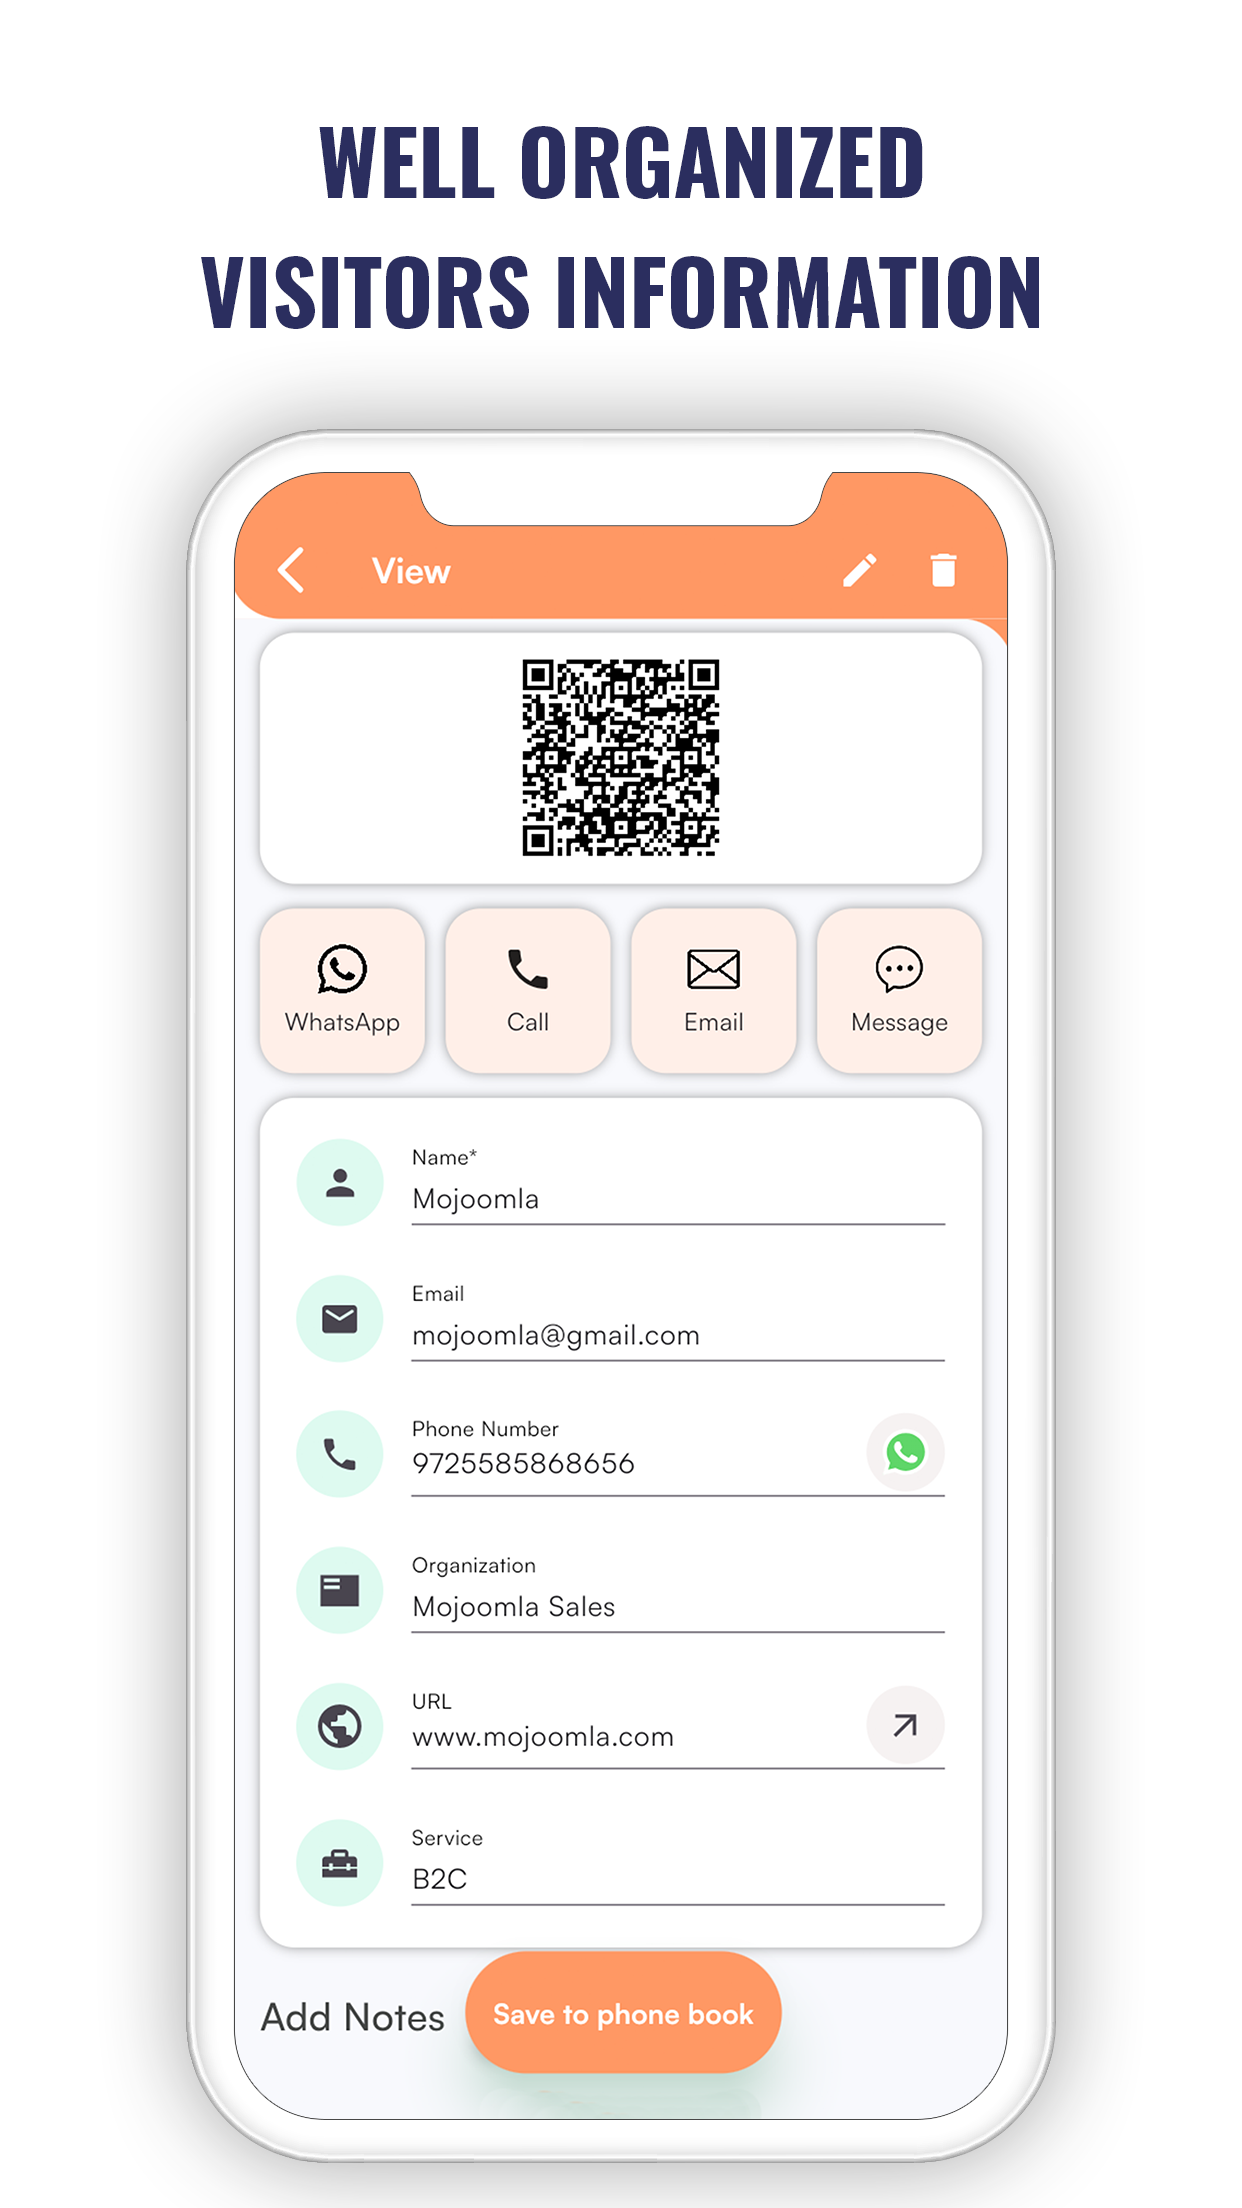 WELL ORGANIZED
VISITORS INFORMATION
View
WhatsApp
Call
Email
Message
Name*
Mojoomla
Email
mojoomla@gmail.com
Phone Number
9725585868656
Organization
Mojoomla Sales
URL
www.mojoomla.com
Service
B2C
Add Notes
Save to phone book